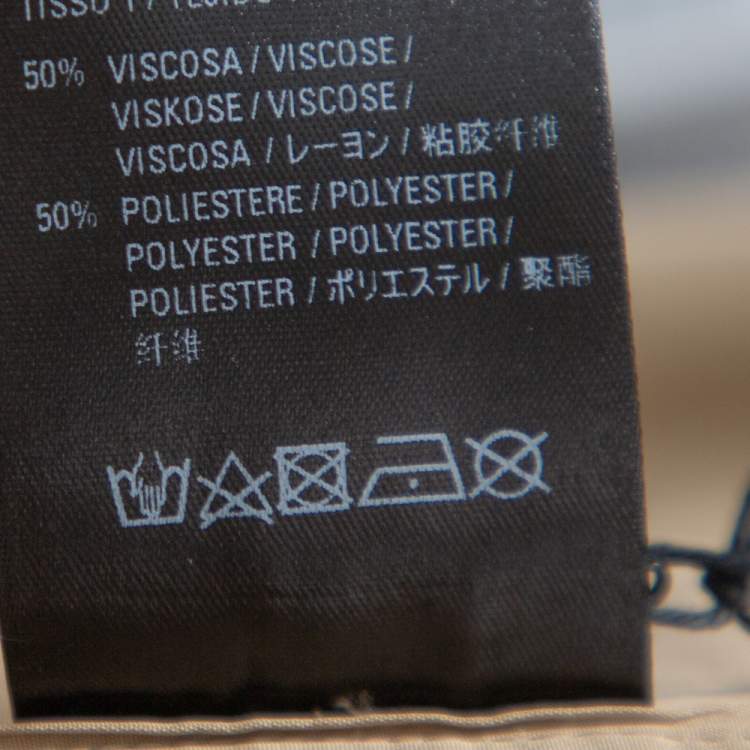 50% VISCOSA / VISCOSE /
VISKOSE / VISCOSE /
VISCOSA / レーヨン / 粘胶纤维
50% POLIESTERE / POLYESTER /
POLYESTER / POLYESTER /
POLIESTER / ポリエステル / 聚酯
纤维